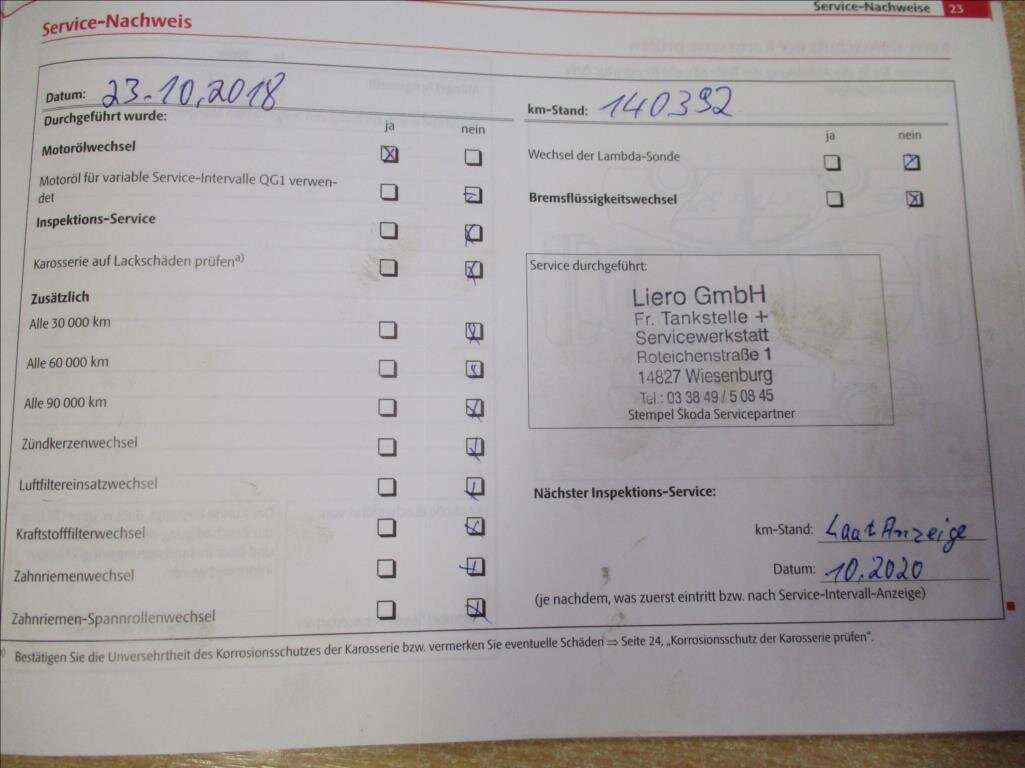 Service-Nachweise 23
Service-Nachweis
Datum: 23.10.2018
km-Stand: 140392
Durchgeführt wurde:
ja nein
ja nein
Motorölwechsel
Wechsel der Lambda-Sonde
Motoröl für variable Service-Intervalle QG1 verwen-
det
Bremsflüssigkeitswechsel
Inspektions-Service
Karosserie auf Lackschäden prüfena)
Zusätzlich
Alle 30 000 km
Alle 60 000 km
Alle 90 000 km
Zündkerzenwechsel
Luftfiltereinsatzwechsel
Kraftstofffilterwechsel
Zahnriemenwechsel
Zahnriemen-Spannrollenwechsel
Service durchgeführt:
Liero GmbH
Fr. Tankstelle +
Servicewerkstatt
Roteichenstraße 1
14827 Wiesenburg
Tel.: 03 38 49 / 5 08 45
Stempel Škoda Servicepartner
Nächster Inspektions-Service:
km-Stand: Laat Anzeige
Datum: 10.2020
(je nachdem, was zuerst eintritt bzw. nach Service-Intervall-Anzeige)
Bestätigen Sie die Unversehrtheit des Korrosionsschutzes der Karosserie bzw. vermerken Sie eventuelle Schäden ⇒ Seite 24, „Korrosionsschutz der Karosserie prüfen“.